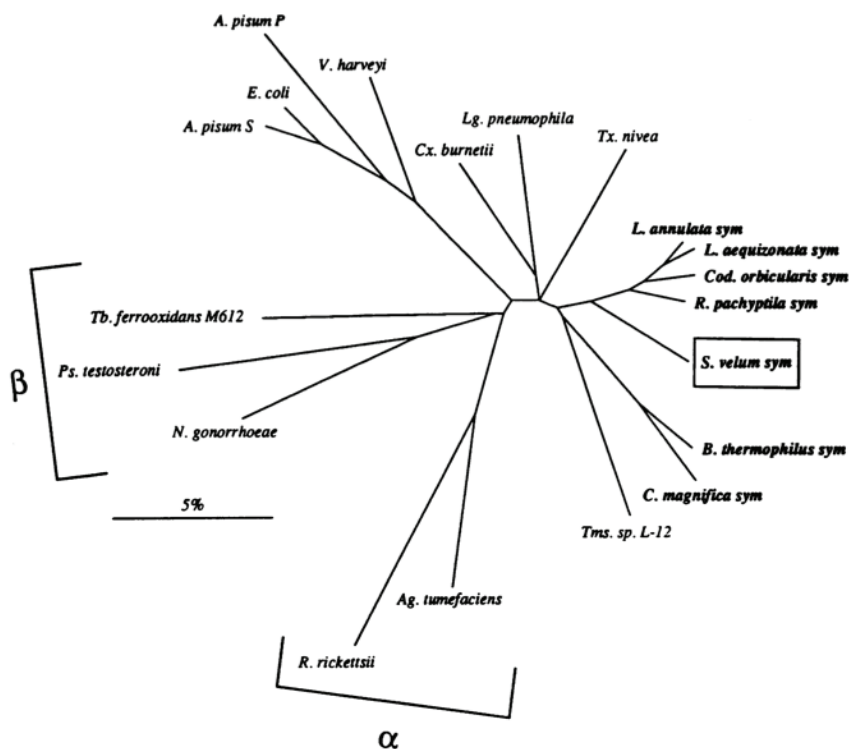 A. pisum P
V. harveyi
E. coli
A. pisum S
Lg. pneumophila
Cx. burnetii
Tx. nivea
L. annulata sym
L. aequizonata sym
Cod. orbicularis sym
R. pachyptila sym
Tb. ferrooxidans M612
S. velum sym
Ps. testosteroni
β
N. gonorrhoeae
B. thermophilus sym
C. magnifica sym
5%
Tms. sp. L-12
Ag. tumefaciens
R. rickettsii
α